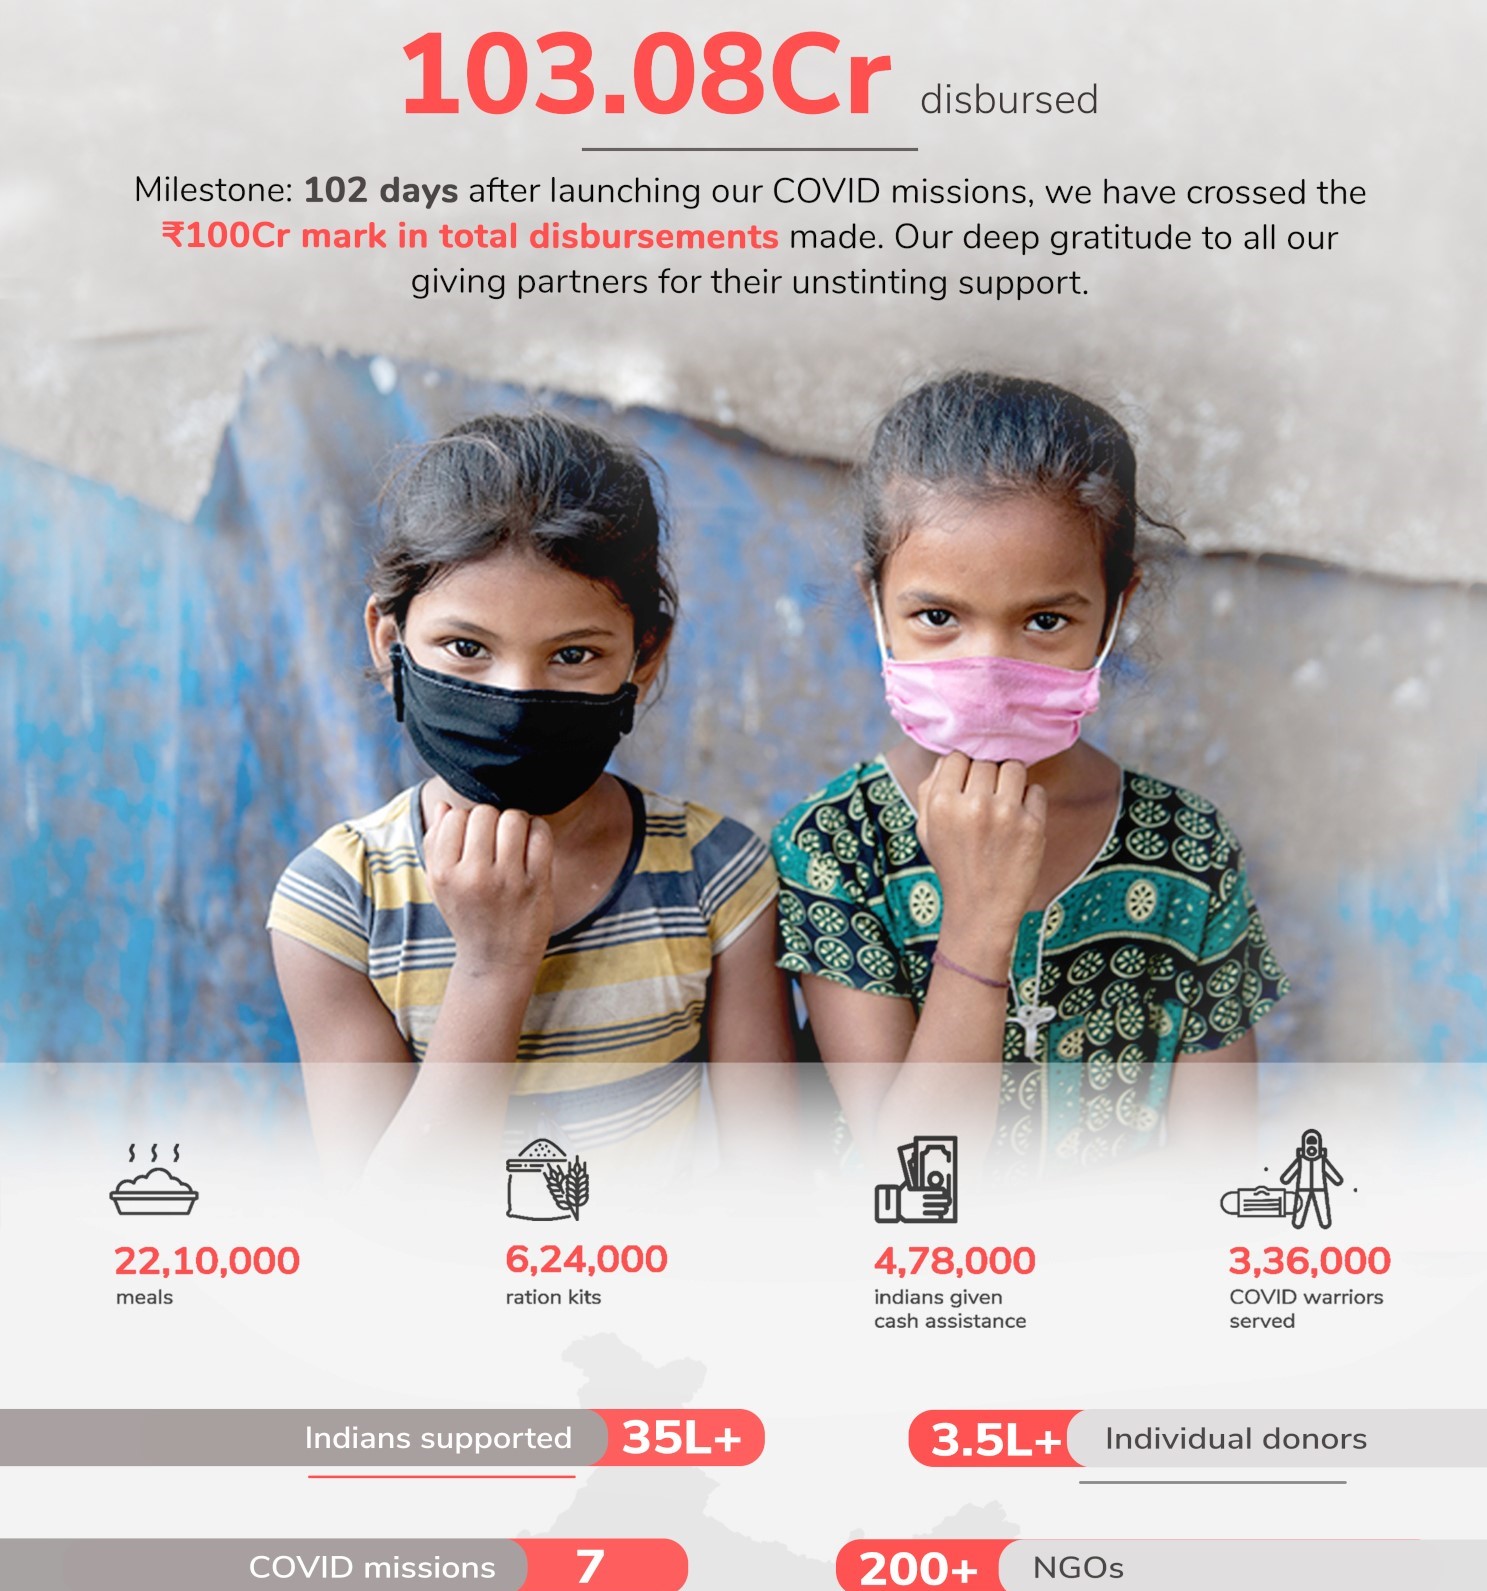 103.08Cr disbursed
Milestone: 102 days after launching our COVID missions, we have crossed the
₹100Cr mark in total disbursements made. Our deep gratitude to all our
giving partners for their unstinting support.
22,10,000
meals
6,24,000
ration kits
4,78,000
indians given
cash assistance
3,36,000
COVID warriors
served
Indians supported 35L+
3.5L+ Individual donors
COVID missions 7
200+ NGOs